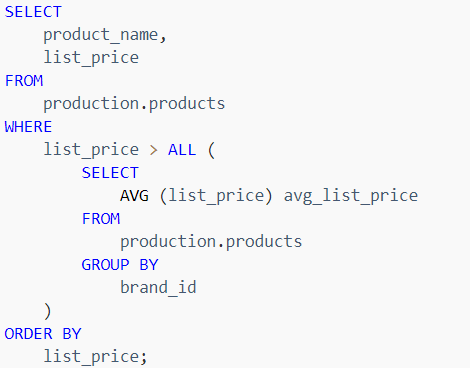 SELECT
    product_name,
    list_price
FROM
    production.products
WHERE
    list_price > ALL (
        SELECT
            AVG (list_price) avg_list_price
        FROM
            production.products
        GROUP BY
            brand_id
    )
ORDER BY
    list_price;